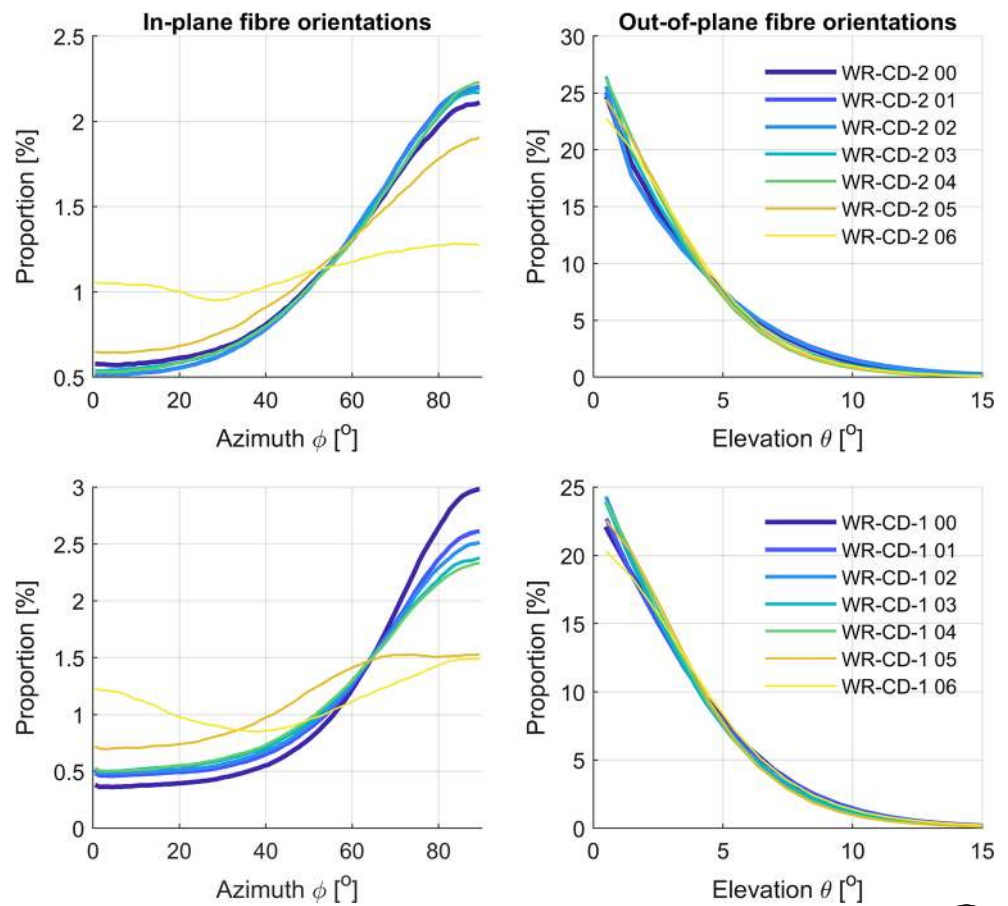 In-plane fibre orientations
2.5
2
1.5
1
0.5
0 20 40 60 80
Proportion [%]
Azimuth ϕ [o]
Out-of-plane fibre orientations
30
25
20
15
10
5
0
0 5 10 15
Proportion [%]
Elevation θ [o]
WR-CD-2 00
WR-CD-2 01
WR-CD-2 02
WR-CD-2 03
WR-CD-2 04
WR-CD-2 05
WR-CD-2 06
3
2.5
2
1.5
1
0.5
0
0 20 40 60 80
Proportion [%]
Azimuth ϕ [o]
25
20
15
10
5
0
0 5 10 15
Proportion [%]
Elevation θ [o]
WR-CD-1 00
WR-CD-1 01
WR-CD-1 02
WR-CD-1 03
WR-CD-1 04
WR-CD-1 05
WR-CD-1 06